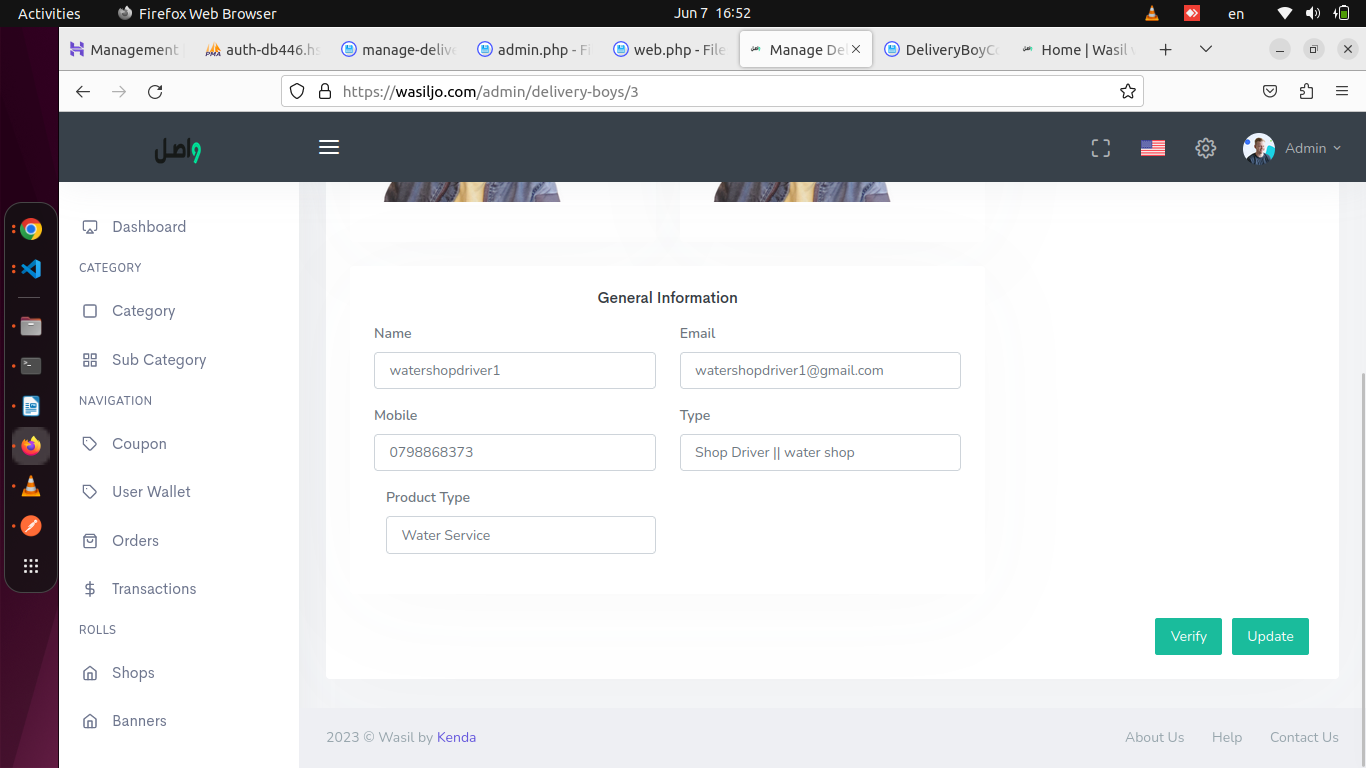 Activities Firefox Web Browser Jun 7 16:52 en
Management auth-db446.hs manage-delive admin.php - Fi web.php - File Manage Del DeliveryBoyCo Home | Wasil
https://wasiljo.com/admin/delivery-boys/3
واصل Admin
Dashboard
CATEGORY
Category
Sub Category
NAVIGATION
Coupon
User Wallet
Orders
Transactions
ROLLS
Shops
Banners
General Information
Name Email
watershopdriver1 watershopdriver1@gmail.com
Mobile Type
0798868373 Shop Driver || water shop
Product Type
Water Service
Verify Update
2023 © Wasil by Kenda About Us Help Contact Us